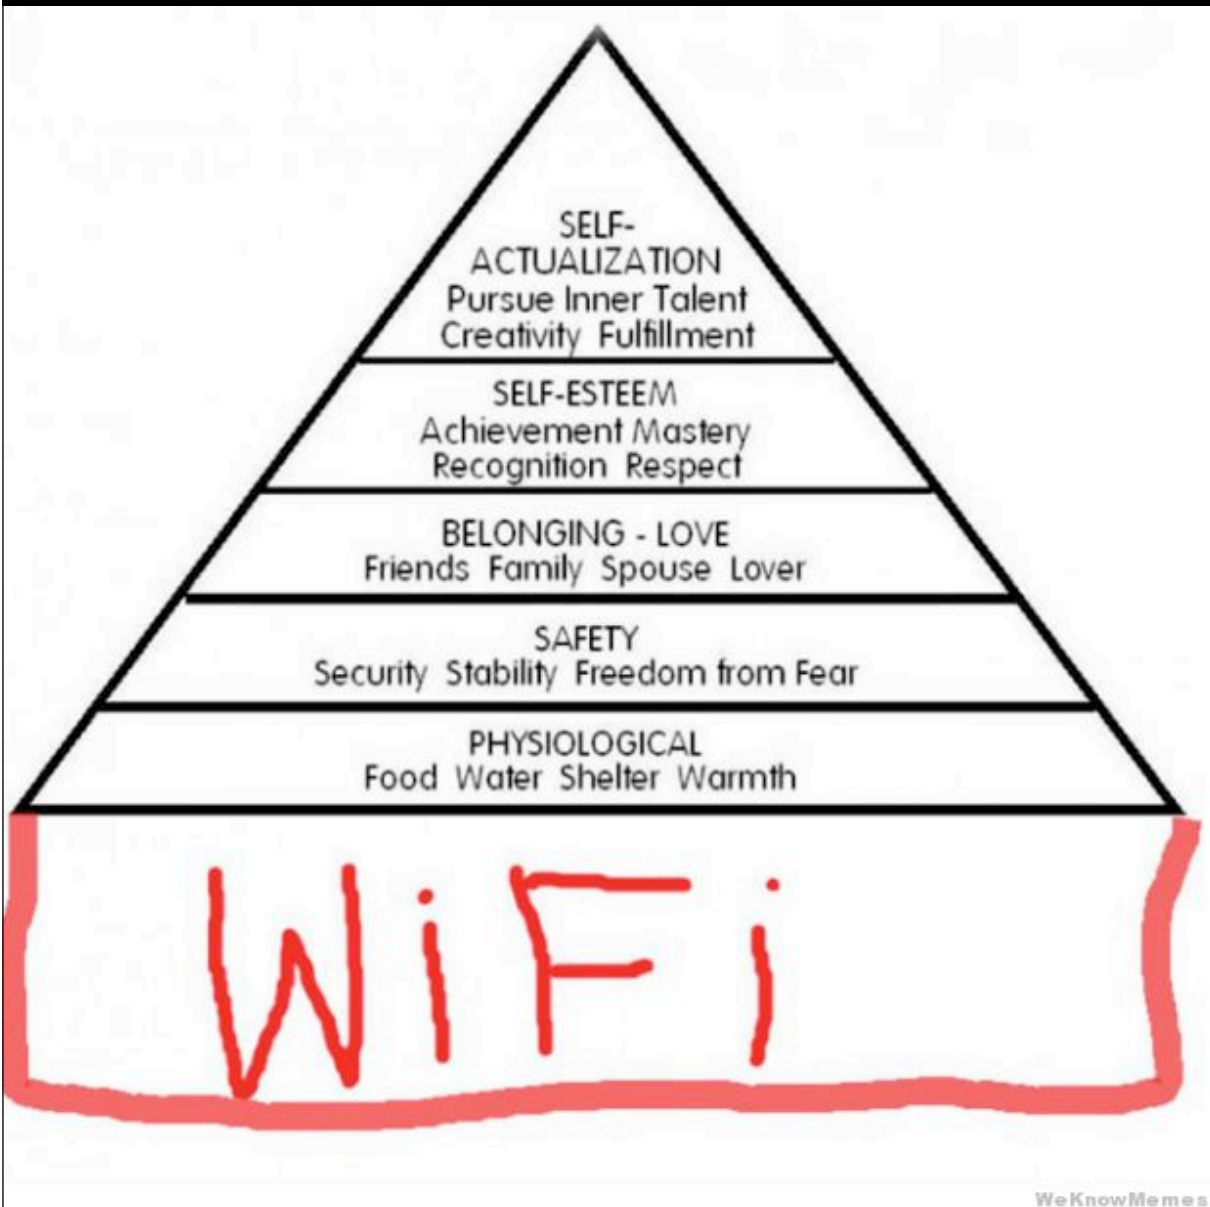 SELF-
ACTUALIZATION
Pursue Inner Talent
Creativity Fulfillment
SELF-ESTEEM
Achievement Mastery
Recognition Respect
BELONGING - LOVE
Friends Family Spouse Lover
SAFETY
Security Stability Freedom from Fear
PHYSIOLOGICAL
Food Water Shelter Warmth
WiFi
WeKnowMemes